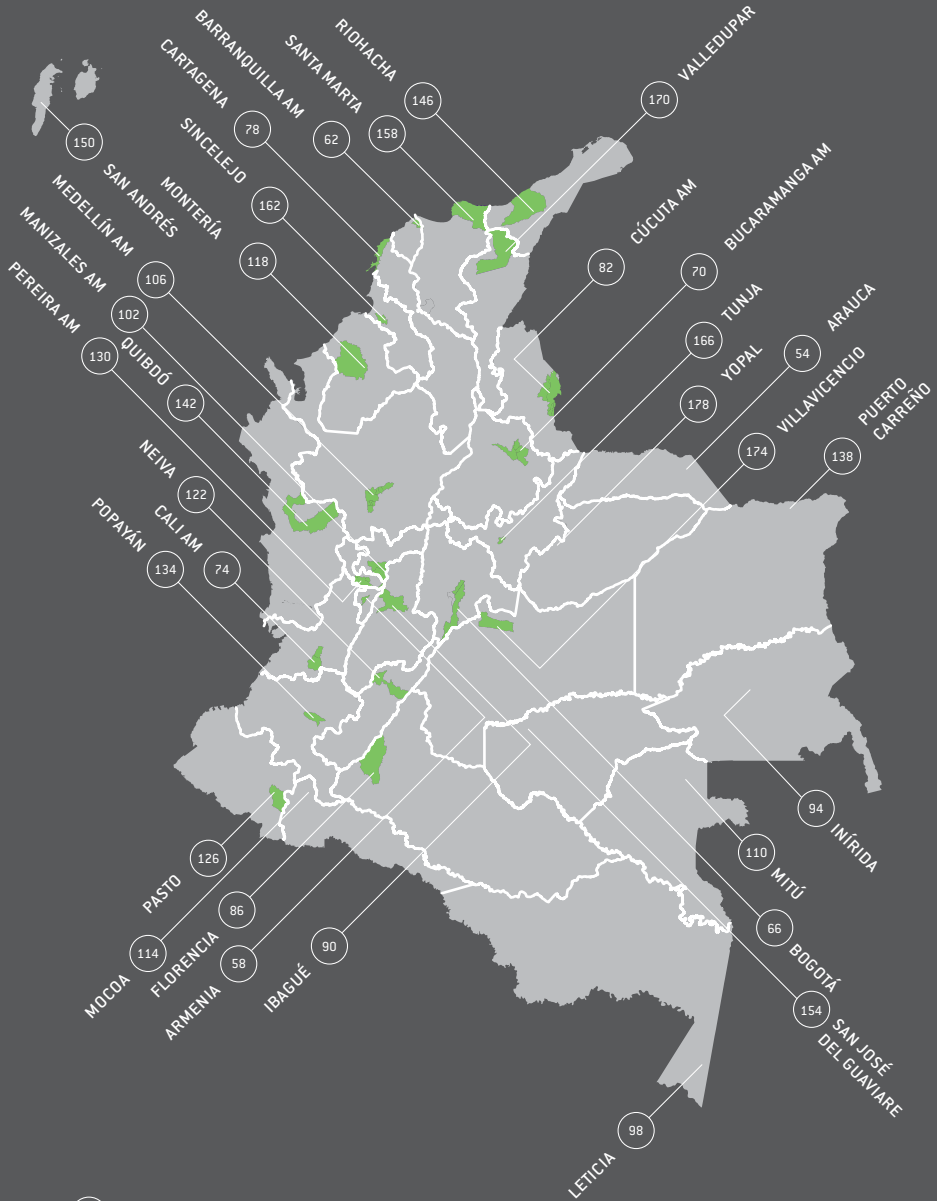 RIOHACHA
146
BARRANQUILLA AM
62
SANTA MARTA
158
CARTAGENA
78
VALLEDUPAR
170
150
SAN ANDRÉS
SINCELEJO
162
MONTERÍA
118
MEDELLÍN AM
106
MANIZALES AM
102
PEREIRA AM
130
QUIBDÓ
142
NEIVA
122
CALI AM
74
POPAYÁN
134
BUCARAMANGA AM
70
CÚCUTA AM
82
TUNJA
166
ARAUCA
54
YOPAL
178
VILLAVICENCIO
174
PUERTO
CARREÑO
138
94
INÍRIDA
110
MITÚ
66
BOGOTÁ
154
SAN JOSÉ
DEL GUAVIARE
126
PASTO
114
MOCOA
86
FLORENCIA
58
ARMENIA
90
IBAGUÉ
98
LETICIA